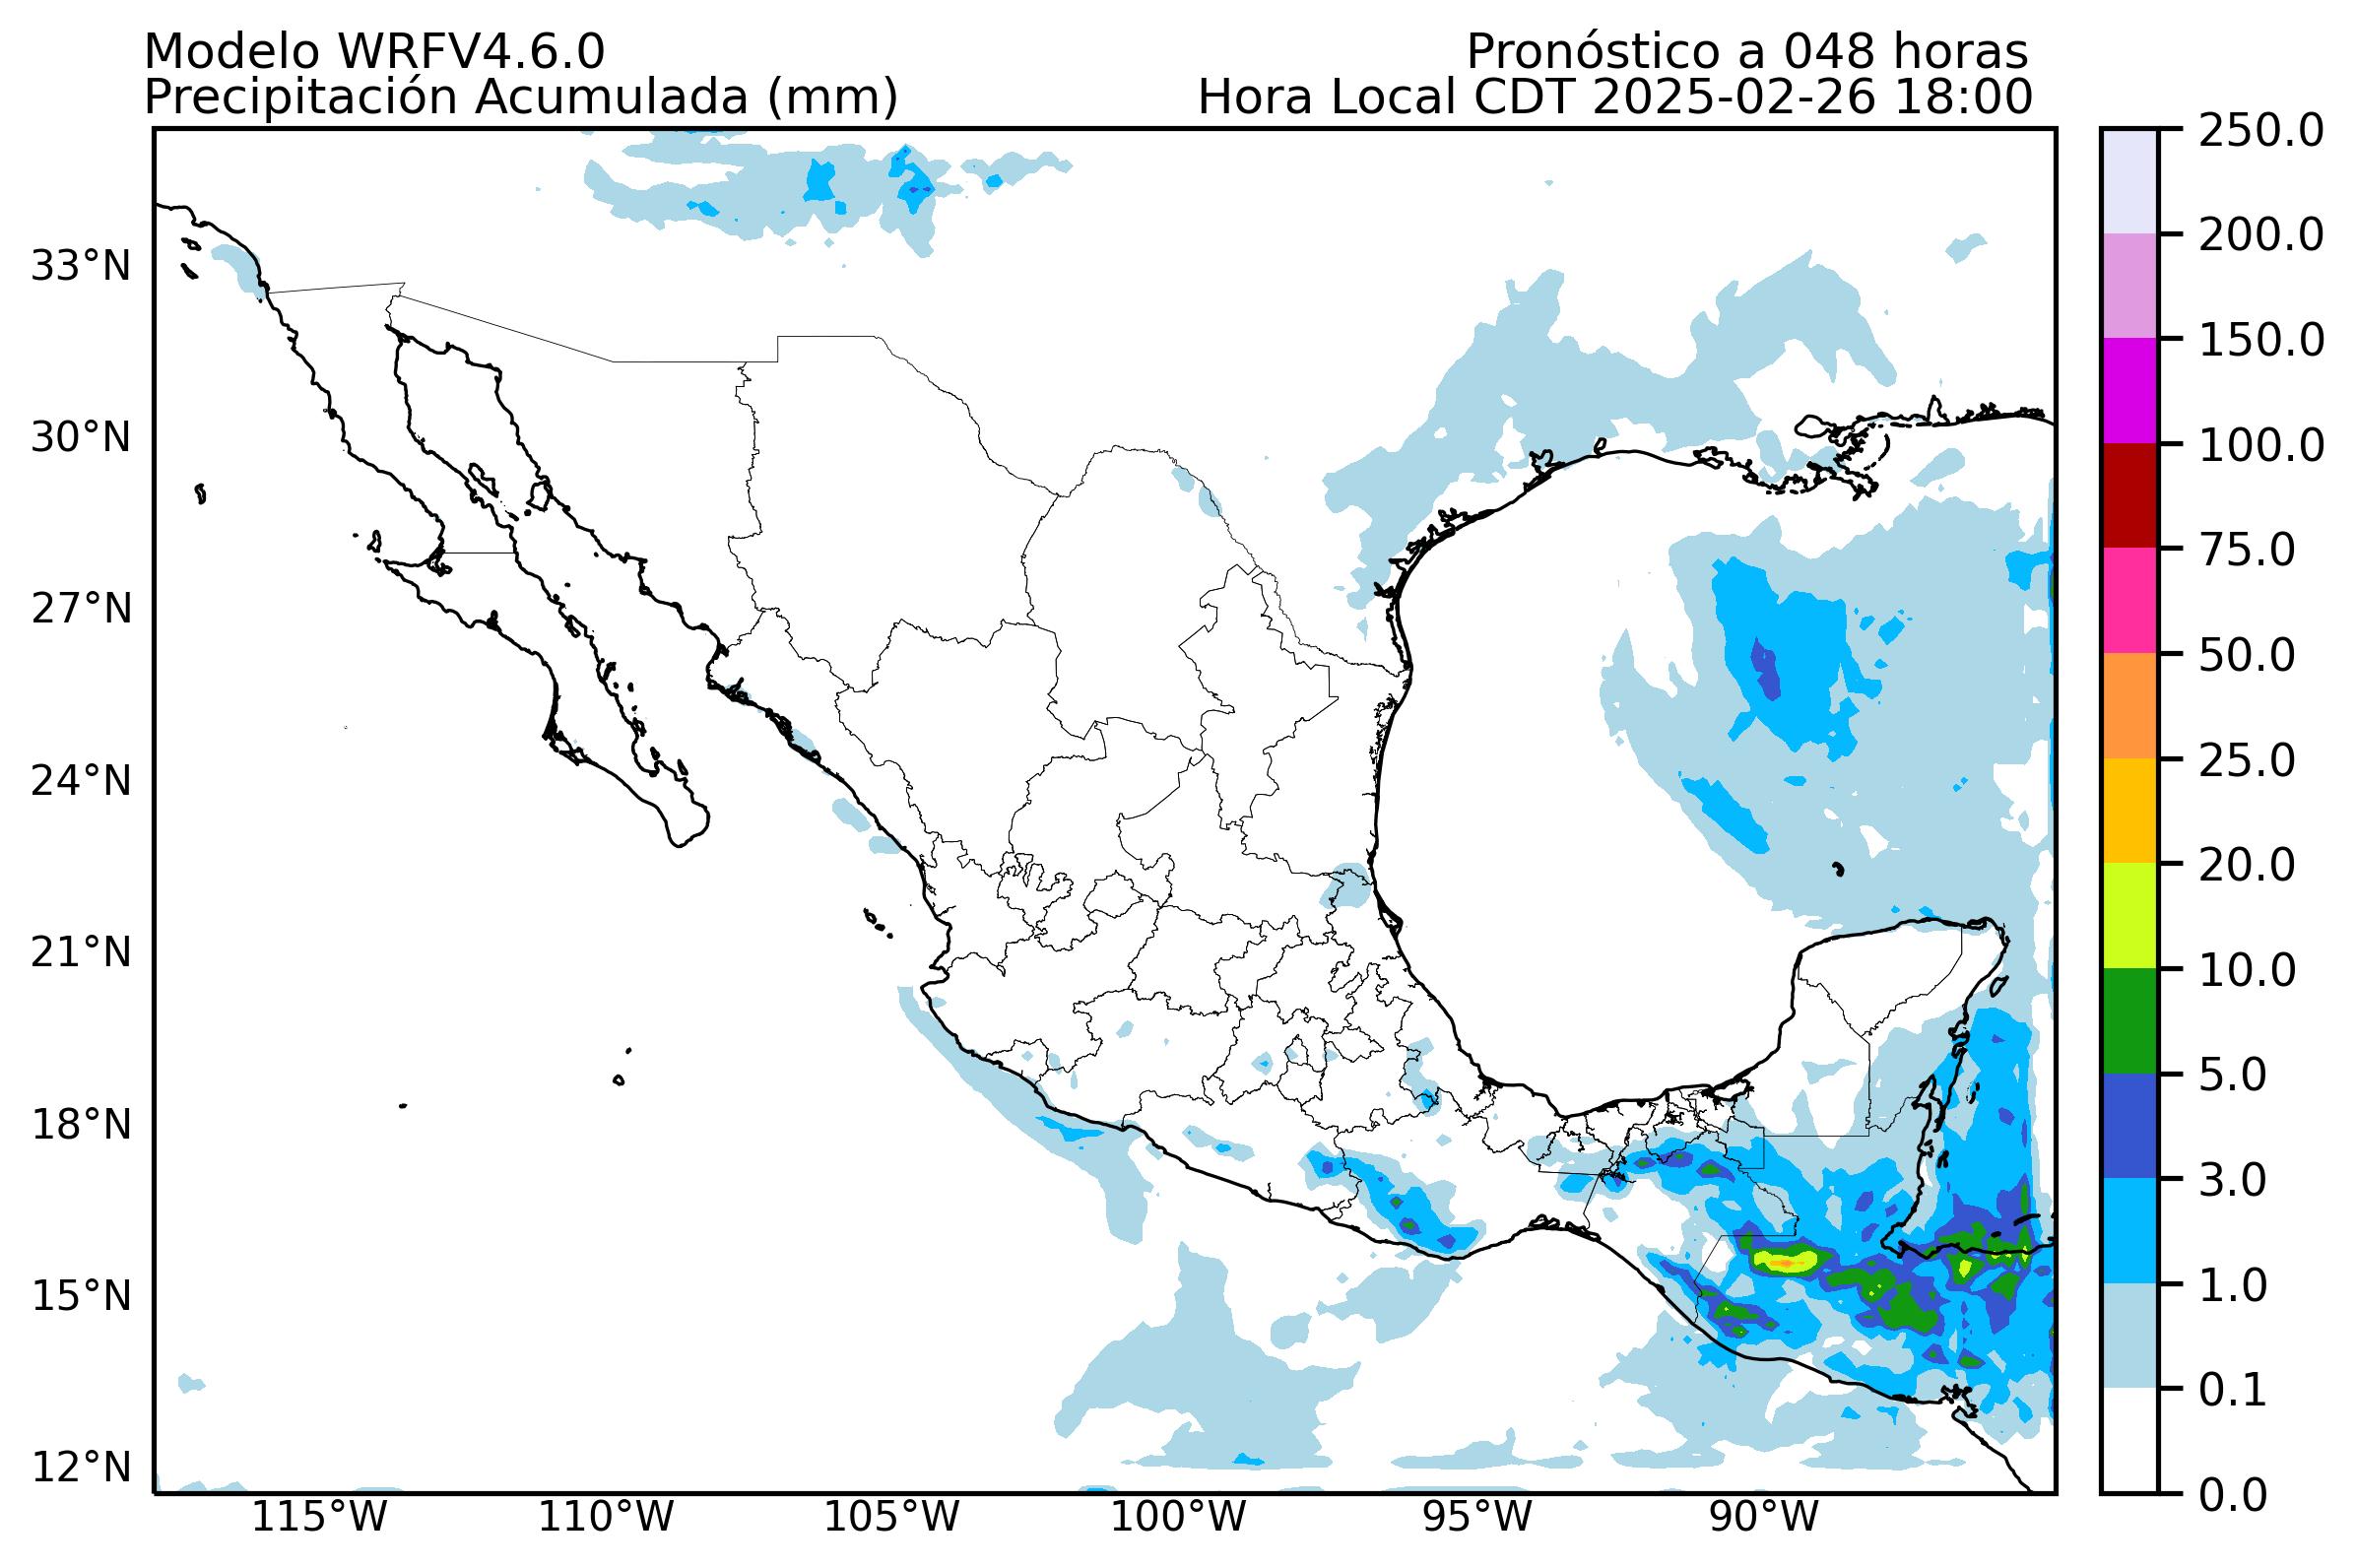 Modelo WRFV4.6.0
Pronóstico a 048 horas
Precipitación Acumulada (mm)
Hora Local CDT 2025-02-26 18:00
33°N
30°N
27°N
24°N
21°N
18°N
15°N
12°N
115°W
110°W
105°W
100°W
95°W
90°W
250.0
200.0
150.0
100.0
75.0
50.0
25.0
20.0
10.0
5.0
3.0
1.0
0.1
0.0